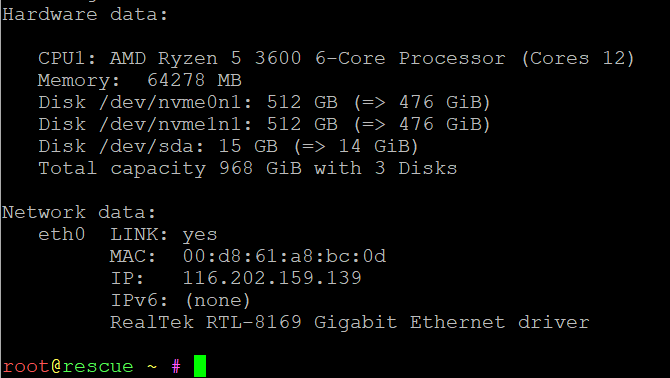 Hardware data:
CPU1: AMD Ryzen 5 3600 6-Core Processor (Cores 12)
Memory:  64278 MB
Disk /dev/nvme0n1: 512 GB (=> 476 GiB)
Disk /dev/nvme1n1: 512 GB (=> 476 GiB)
Disk /dev/sda: 15 GB (=> 14 GiB)
Total capacity 968 GiB with 3 Disks
Network data:
eth0  LINK: yes
MAC:  00:d8:61:a8:bc:0d
IP:   116.202.159.139
IPv6: (none)
RealTek RTL-8169 Gigabit Ethernet driver
root@rescue ~ #